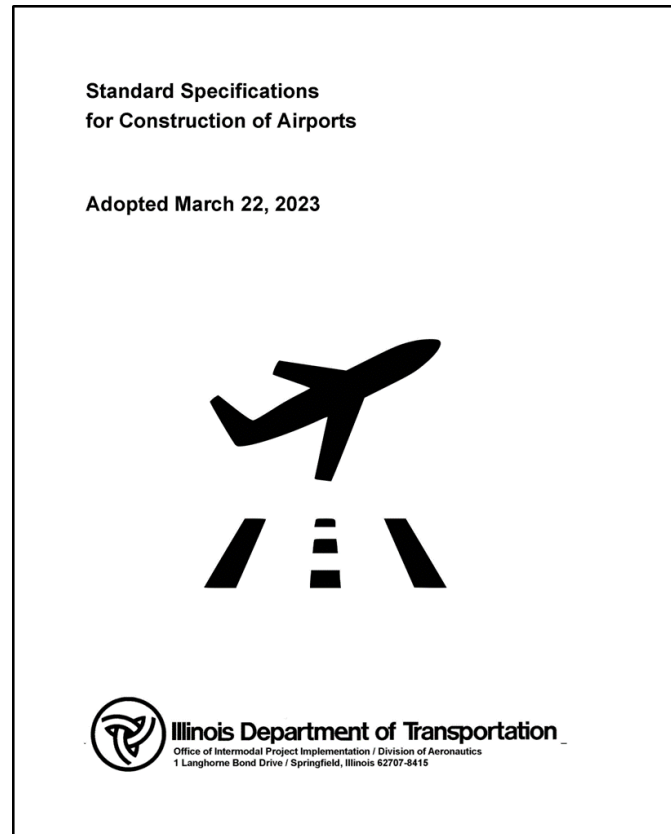 Standard Specifications
for Construction of Airports
Adopted March 22, 2023
Illinois Department of Transportation
Office of Intermodal Project Implementation / Division of Aeronautics
1 Langhorne Bond Drive / Springfield, Illinois 62707-8415